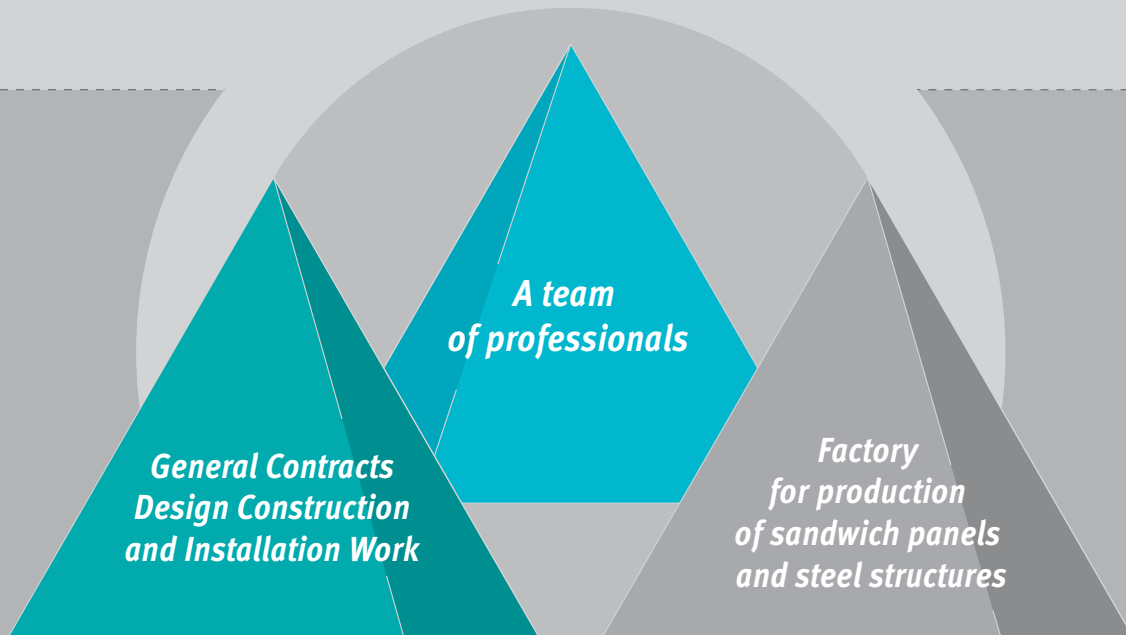 A team
of professionals
General Contracts
Design Construction
and Installation Work
Factory
for production
of sandwich panels
and steel structures